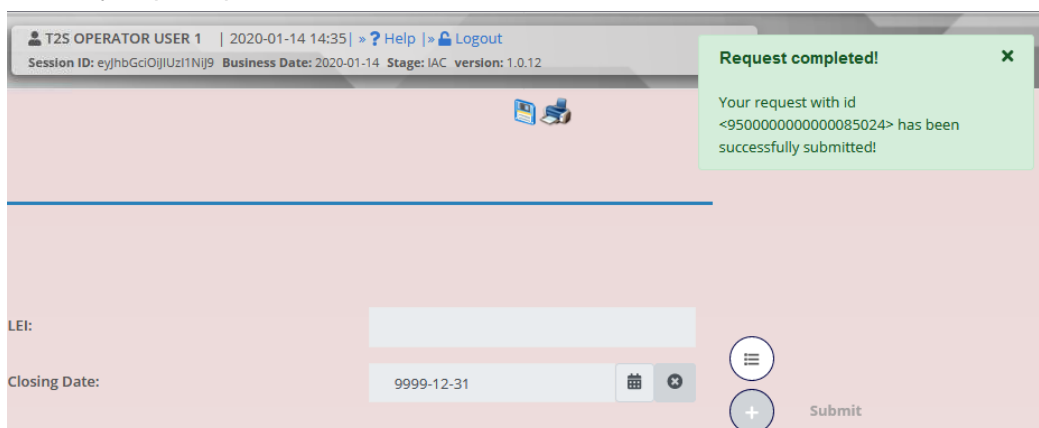 T2S OPERATOR USER 1 | 2020-01-14 14:35| » ? Help |» Logout
Session ID: eyJhbGciOiJIUzI1NiJ9 Business Date: 2020-01-14 Stage: IAC version: 1.0.12
Request completed!
Your request with id
<9500000000000085024> has been
successfully submitted!
LEI:
Closing Date:
9999-12-31
Submit